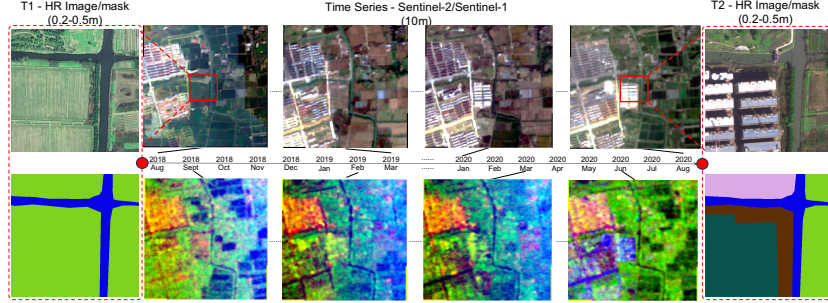 T1 - HR Image/mask
(0.2-0.5m)
Time Series - Sentinel-2/Sentinel-1
(10m)
T2 - HR Image/mask
(0.2-0.5m)
2018 2018 2018 2018 2018 2019 2019 ...... 2020 2020 2020 2020 2020 2020 2020 2020
Aug Sept Oct Nov Dec Jan Feb Mar ...... Jan Feb Mar Apr May Jun Jul Aug